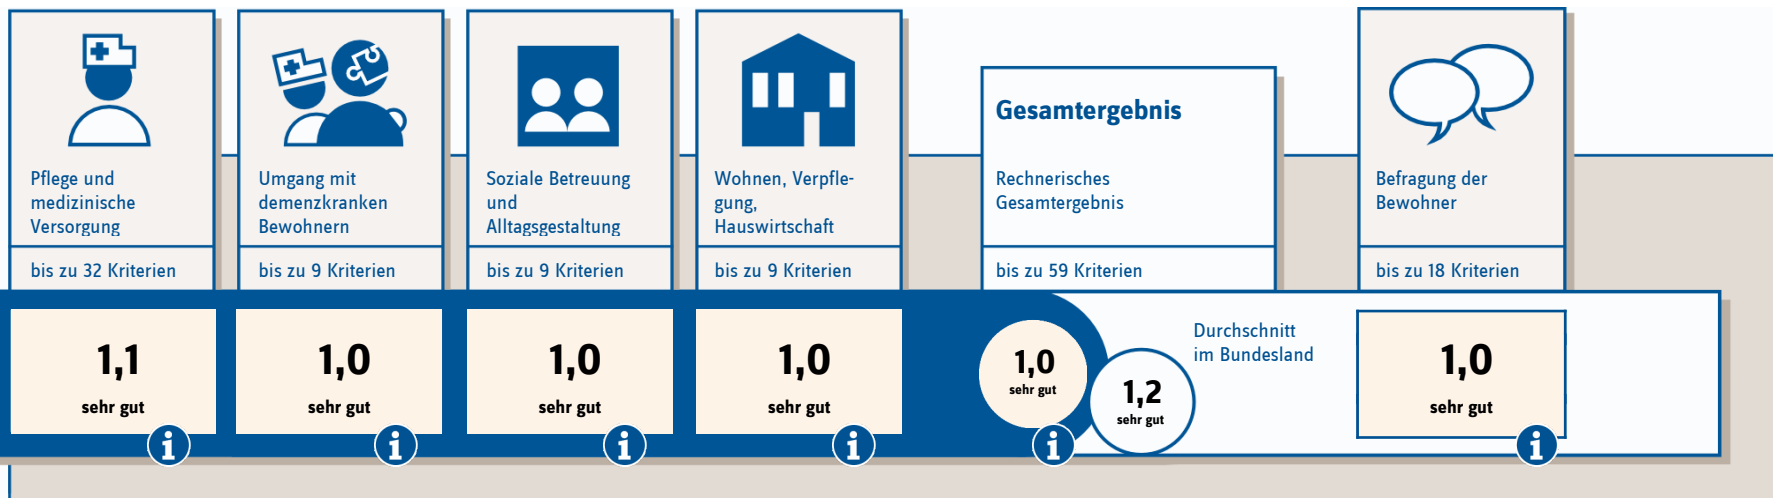 Pflege und
medizinische
Versorgung
bis zu 32 Kriterien
1,1
sehr gut
i
Umgang mit
demenzkranken
Bewohnern
bis zu 9 Kriterien
1,0
sehr gut
i
Soziale Betreuung
und
Alltagsgestaltung
bis zu 9 Kriterien
1,0
sehr gut
i
Wohnen, Verpfle-
gung,
Hauswirtschaft
bis zu 9 Kriterien
1,0
sehr gut
i
Gesamtergebnis
Rechnerisches
Gesamtergebnis
bis zu 59 Kriterien
1,0
sehr gut
i
1,2
sehr gut
Durchschnitt
im Bundesland
Befragung der
Bewohner
bis zu 18 Kriterien
1,0
sehr gut
i